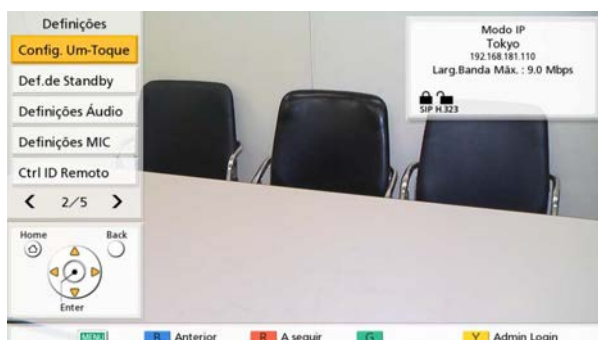 Definições
Config. Um-Toque
Def.de Standby
Definições Áudio
Definições MIC
Ctrl ID Remoto
2/5
Modo IP
Tokyo
192.168.181.110
Larg.Banda Máx. : 9.0 Mbps
SIP H.323
Home
Back
Enter
MENU
B Anterior
R A seguir
G
Y Admin Login